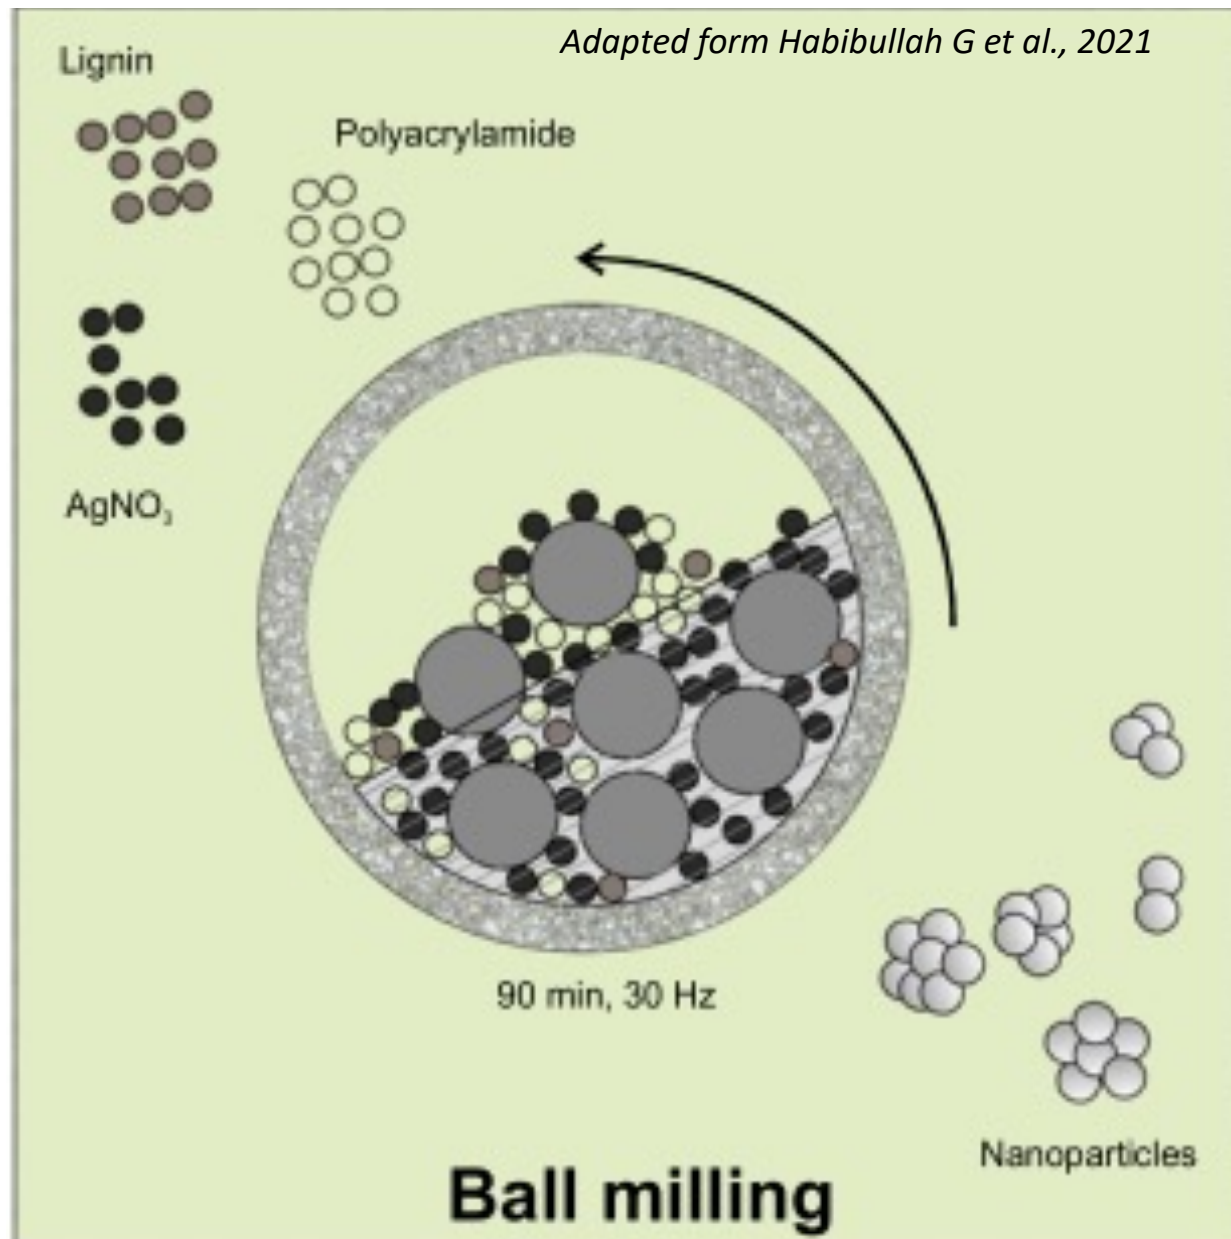 Adapted form Habibullah G et al., 2021
Lignin
Polyacrylamide
AgNO₃
90 min, 30 Hz
Nanoparticles
Ball milling